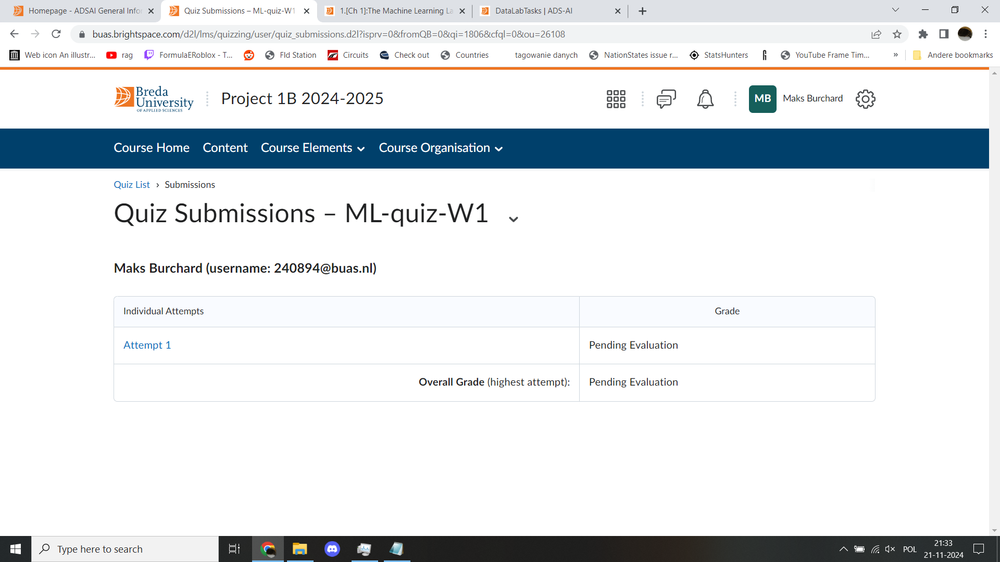 Homepage - ADSAI General Infor
Quiz Submissions – ML-quiz-W1
1.[Ch 1]:The Machine Learning La
DataLabTasks | ADS-AI
buas.brightspace.com/d2l/lms/quizzing/user/quiz_submissions.d2l?isprv=0&fromQB=0&qi=1806&cfql=0&ou=26108
Web icon An illustr...
rag
FormulaERoblox - T...
Fld Station
Circuits
Check out
Countries
tagowanie danych
NationStates issue r...
StatsHunters
YouTube Frame Tim...
»
Andere bookmarks
Breda
University
OF APPLIED SCIENCES
Project 1B 2024-2025
MB
Maks Burchard
Course Home
Content
Course Elements
Course Organisation
Quiz List › Submissions
Quiz Submissions – ML-quiz-W1
Maks Burchard (username: 240894@buas.nl)
Individual Attempts
Grade
Attempt 1
Pending Evaluation
Overall Grade (highest attempt):
Pending Evaluation
Type here to search
POL
21:33
21-11-2024